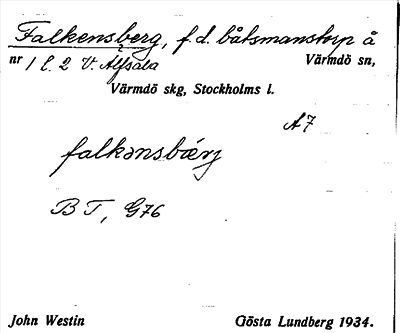 Falkensberg, f. d. båtsmanstorp å
nr 1 l. 2 V. Alfsala Värmdö sn,
Värmdö skg, Stockholms l.
A7
falkənsbærj
BT, G76
John Westin Gösta Lundberg 1934.